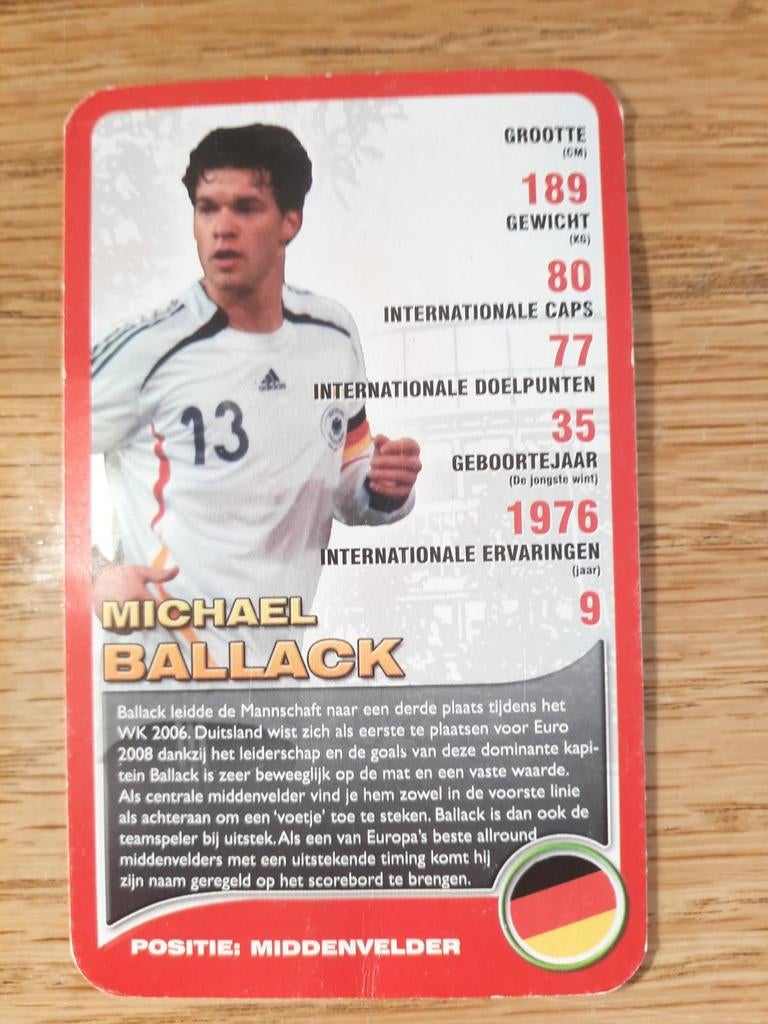 GROOTTE
(CM)
189
GEWICHT
(KG)
80
INTERNATIONALE CAPS
77
INTERNATIONALE DOELPUNTEN
35
GEBOORTEJAAR
(De jongste wint)
1976
INTERNATIONALE ERVARINGEN
(jaar)
9
adidas
13
MICHAEL
BALLACK
Ballack leidde de Mannschaft naar een derde plaats tijdens het
WK 2006. Duitsland wist zich als eerste te plaatsen voor Euro
2008 dankzij het leiderschap en de goals van deze dominante kapi-
tein Ballack is zeer beweeglijk op de mat en een vaste waarde.
Als centrale middenvelder vind je hem zowel in de voorste linie
als achteraan om een 'voetje' toe te steken. Ballack is dan ook de
teamspeler bij uitstek. Als een van Europa's beste allround
middenvelders met een uitstekende timing komt hij
zijn naam geregeld op het scorebord te brengen.
POSITIE: MIDDENVELDER